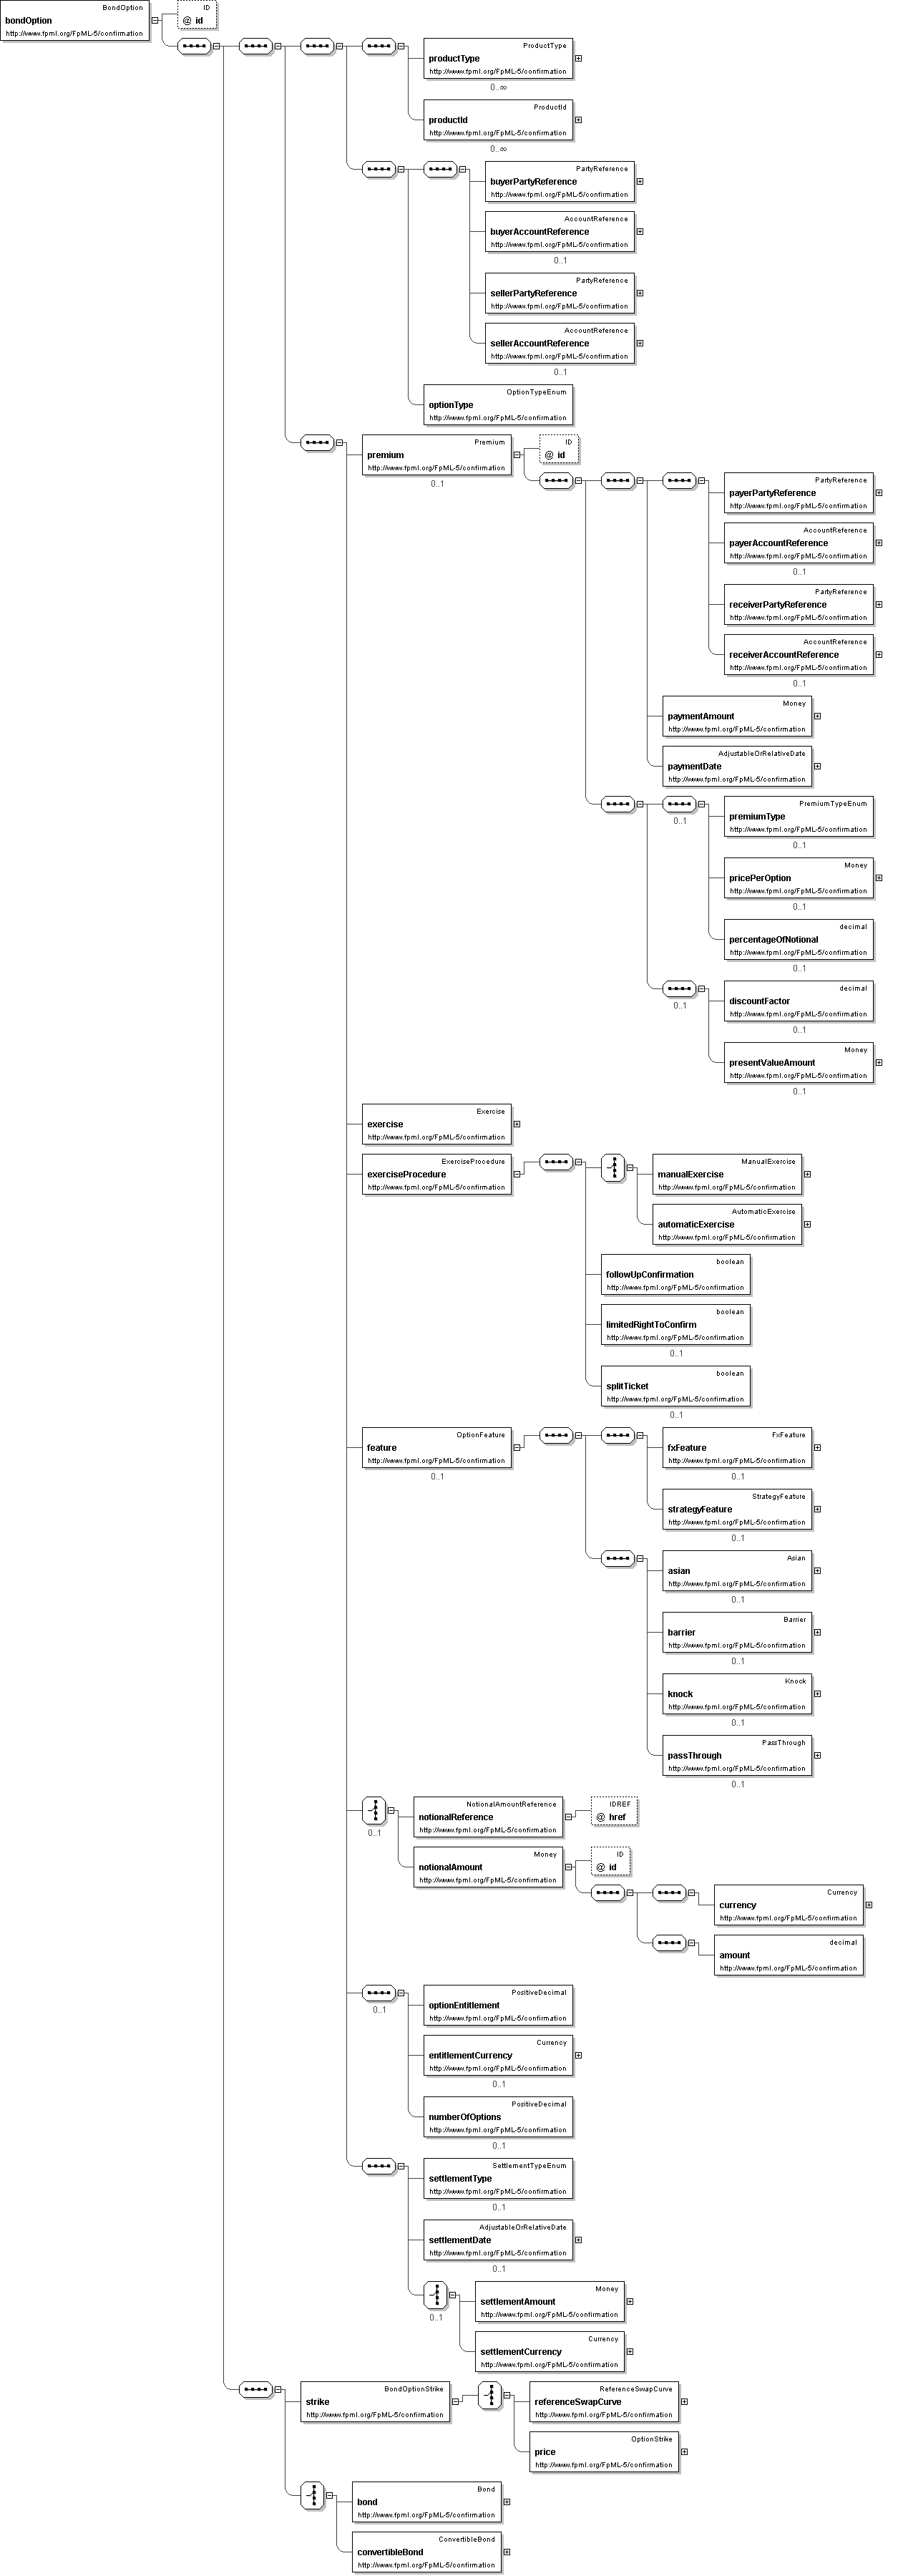 BondOption
bondOption
http://www.fpml.org/FpML-5/confirmation
ID
@ id
ProductType
productType
http://www.fpml.org/FpML-5/confirmation
0..∞
ProductId
productId
http://www.fpml.org/FpML-5/confirmation
0..∞
PartyReference
buyerPartyReference
http://www.fpml.org/FpML-5/confirmation
AccountReference
buyerAccountReference
http://www.fpml.org/FpML-5/confirmation
0..1
PartyReference
sellerPartyReference
http://www.fpml.org/FpML-5/confirmation
AccountReference
sellerAccountReference
http://www.fpml.org/FpML-5/confirmation
0..1
OptionTypeEnum
optionType
http://www.fpml.org/FpML-5/confirmation
Premium
premium
http://www.fpml.org/FpML-5/confirmation
0..1
ID
@ id
PartyReference
payerPartyReference
http://www.fpml.org/FpML-5/confirmation
AccountReference
payerAccountReference
http://www.fpml.org/FpML-5/confirmation
0..1
PartyReference
receiverPartyReference
http://www.fpml.org/FpML-5/confirmation
AccountReference
receiverAccountReference
http://www.fpml.org/FpML-5/confirmation
0..1
Money
paymentAmount
http://www.fpml.org/FpML-5/confirmation
AdjustableOrRelativeDate
paymentDate
http://www.fpml.org/FpML-5/confirmation
0..1
PremiumTypeEnum
premiumType
http://www.fpml.org/FpML-5/confirmation
0..1
Money
pricePerOption
http://www.fpml.org/FpML-5/confirmation
0..1
decimal
percentageOfNotional
http://www.fpml.org/FpML-5/confirmation
0..1
0..1
decimal
discountFactor
http://www.fpml.org/FpML-5/confirmation
0..1
Money
presentValueAmount
http://www.fpml.org/FpML-5/confirmation
0..1
Exercise
exercise
http://www.fpml.org/FpML-5/confirmation
ExerciseProcedure
exerciseProcedure
http://www.fpml.org/FpML-5/confirmation
ManualExercise
manualExercise
http://www.fpml.org/FpML-5/confirmation
AutomaticExercise
automaticExercise
http://www.fpml.org/FpML-5/confirmation
boolean
followUpConfirmation
http://www.fpml.org/FpML-5/confirmation
boolean
limitedRightToConfirm
http://www.fpml.org/FpML-5/confirmation
0..1
boolean
splitTicket
http://www.fpml.org/FpML-5/confirmation
0..1
OptionFeature
feature
http://www.fpml.org/FpML-5/confirmation
0..1
FxFeature
fxFeature
http://www.fpml.org/FpML-5/confirmation
0..1
StrategyFeature
strategyFeature
http://www.fpml.org/FpML-5/confirmation
0..1
Asian
asian
http://www.fpml.org/FpML-5/confirmation
0..1
Barrier
barrier
http://www.fpml.org/FpML-5/confirmation
0..1
Knock
knock
http://www.fpml.org/FpML-5/confirmation
0..1
PassThrough
passThrough
http://www.fpml.org/FpML-5/confirmation
0..1
0..1
NotionalAmountReference
notionalReference
http://www.fpml.org/FpML-5/confirmation
IDREF
@ href
Money
notionalAmount
http://www.fpml.org/FpML-5/confirmation
ID
@ id
Currency
currency
http://www.fpml.org/FpML-5/confirmation
decimal
amount
http://www.fpml.org/FpML-5/confirmation
0..1
PositiveDecimal
optionEntitlement
http://www.fpml.org/FpML-5/confirmation
Currency
entitlementCurrency
http://www.fpml.org/FpML-5/confirmation
0..1
PositiveDecimal
numberOfOptions
http://www.fpml.org/FpML-5/confirmation
0..1
SettlementTypeEnum
settlementType
http://www.fpml.org/FpML-5/confirmation
0..1
AdjustableOrRelativeDate
settlementDate
http://www.fpml.org/FpML-5/confirmation
0..1
0..1
Money
settlementAmount
http://www.fpml.org/FpML-5/confirmation
Currency
settlementCurrency
http://www.fpml.org/FpML-5/confirmation
BondOptionStrike
strike
http://www.fpml.org/FpML-5/confirmation
ReferenceSwapCurve
referenceSwapCurve
http://www.fpml.org/FpML-5/confirmation
OptionStrike
price
http://www.fpml.org/FpML-5/confirmation
Bond
bond
http://www.fpml.org/FpML-5/confirmation
ConvertibleBond
convertibleBond
http://www.fpml.org/FpML-5/confirmation